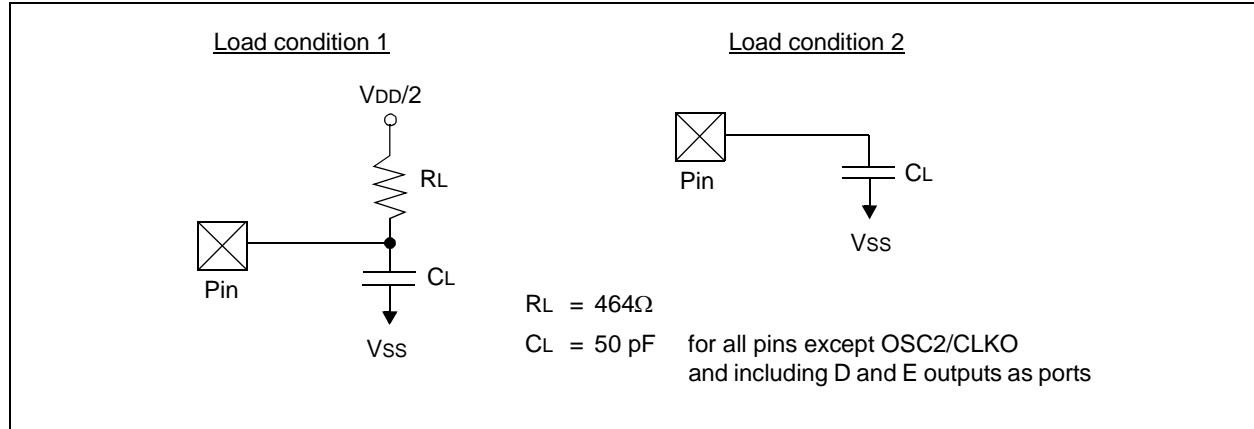 Load condition 1
VDD/2
RL
Pin
CL
VSS
Load condition 2
Pin
CL
VSS
RL = 464Ω
CL = 50 pF for all pins except OSC2/CLKO
and including D and E outputs as ports